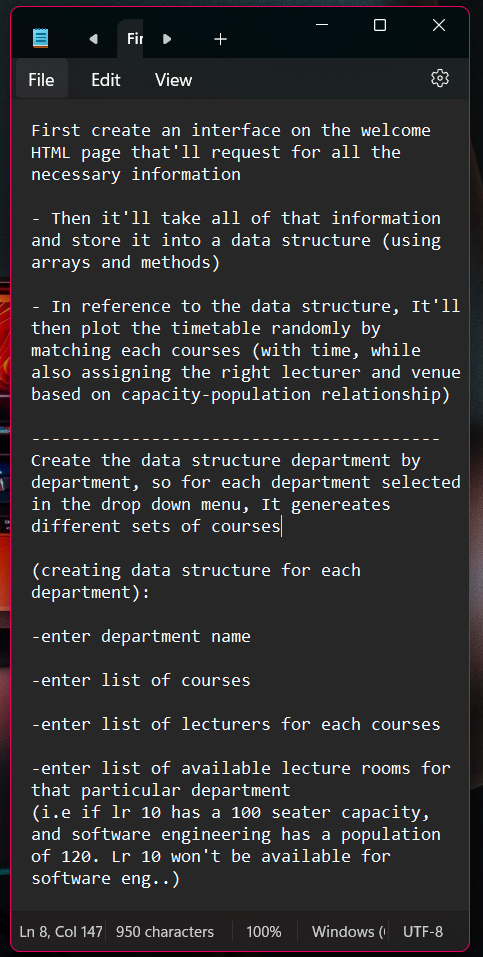 Fir
File
Edit
View
First create an interface on the welcome
HTML page that'll request for all the
necessary information
- Then it'll take all of that information
and store it into a data structure (using
arrays and methods)
- In reference to the data structure, It'll
then plot the timetable randomly by
matching each courses (with time, while
also assigning the right lecturer and venue
based on capacity-population relationship)
-----------------------------------------
Create the data structure department by
department, so for each department selected
in the drop down menu, It genereates
different sets of courses
(creating data structure for each
department):
-enter department name
-enter list of courses
-enter list of lecturers for each courses
-enter list of available lecture rooms for
that particular department
(i.e if lr 10 has a 100 seater capacity,
and software engineering has a population
of 120. Lr 10 won't be available for
software eng..)
Ln 8, Col 147
950 characters
100%
Windows (
UTF-8